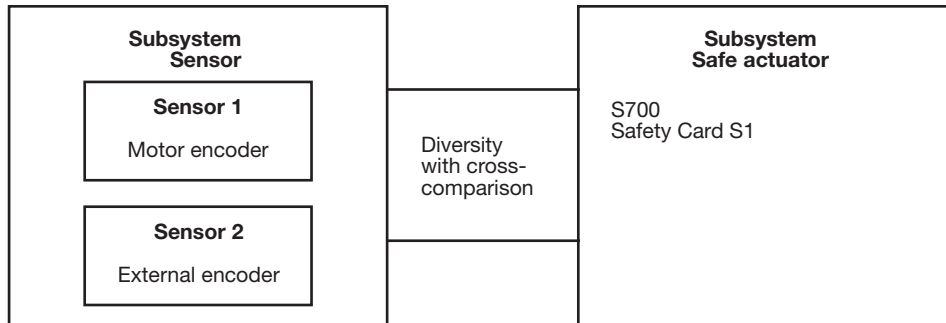 Subsystem
Sensor
Sensor 1
Motor encoder
Sensor 2
External encoder
Diversity
with cross-
comparison
Subsystem
Safe actuator
S700
Safety Card S1